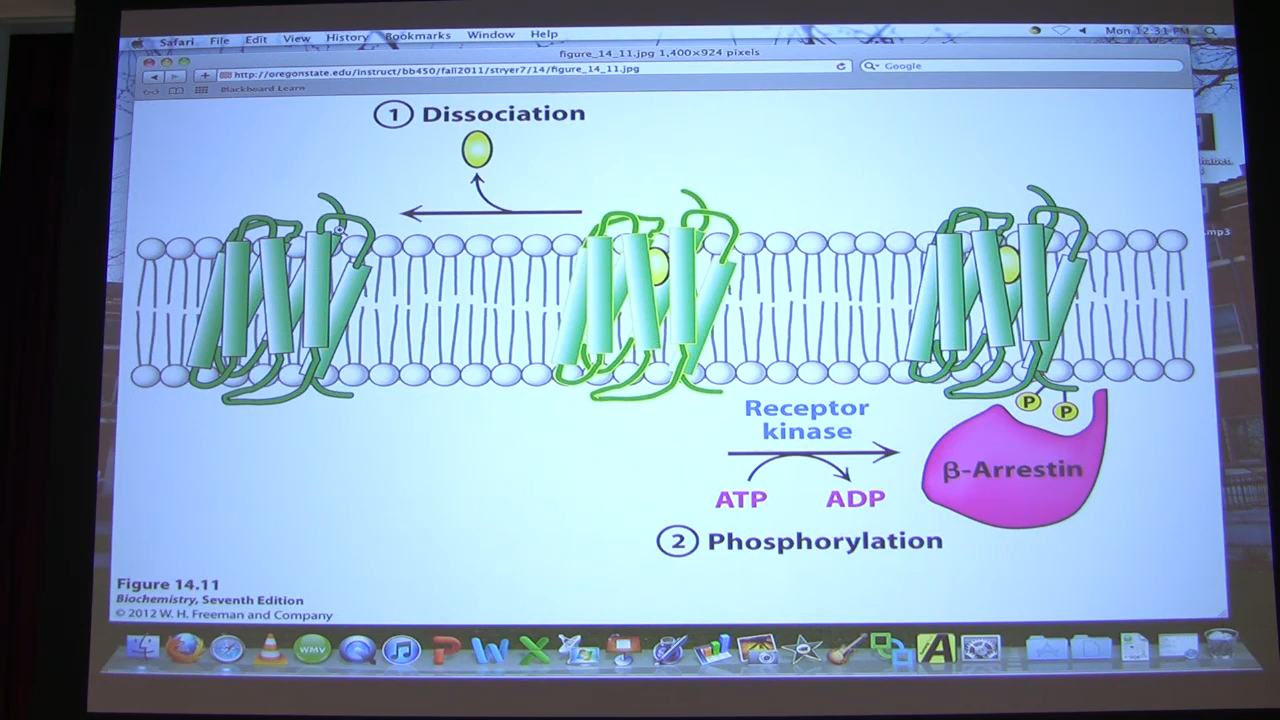 Safari File Edit View History Bookmarks Window Help
Mon 12:31 PM
figure_14_11.jpg 1,400×924 pixels
http://oregonstate.edu/instruct/bb450/fall2011/stryer7/14/figure_14_11.jpg
Google
Blackboard Learn
1 Dissociation
.mp3
Receptor
kinase
P
P
ATP
ADP
β-Arrestin
2 Phosphorylation
Figure 14.11
Biochemistry, Seventh Edition
© 2012 W. H. Freeman and Company
WMV